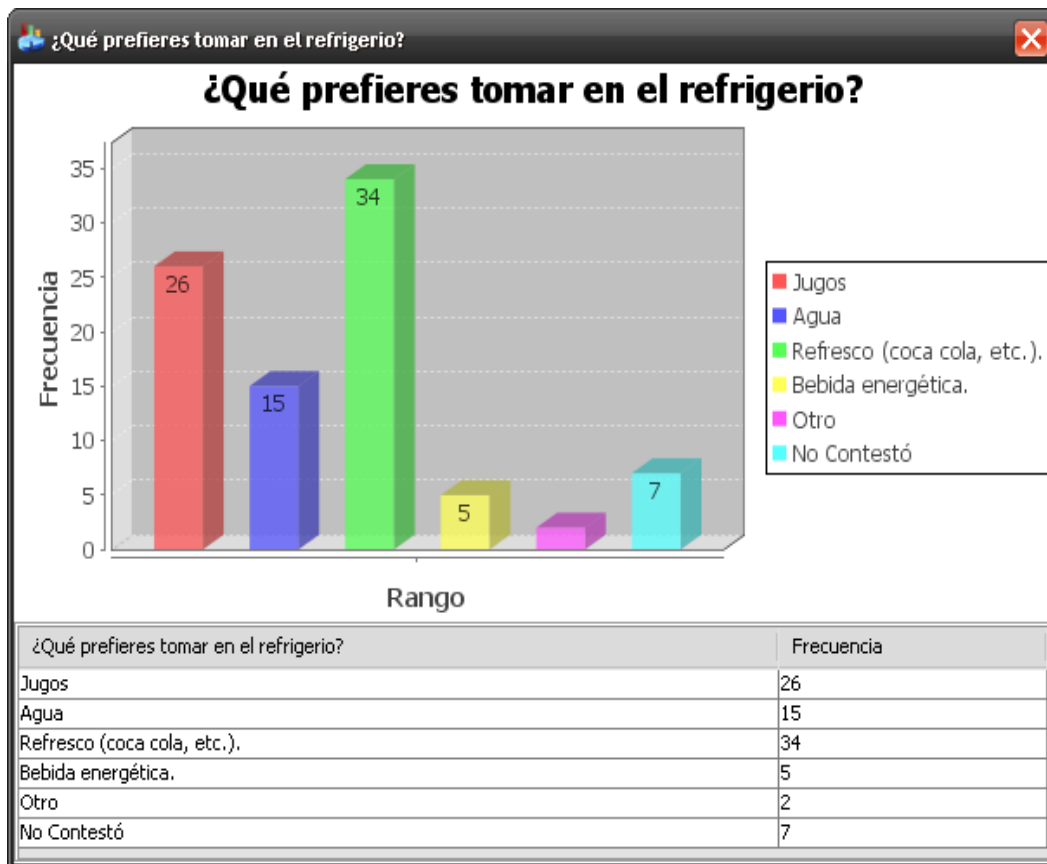 ¿Qué prefieres tomar en el refrigerio?
¿Qué prefieres tomar en el refrigerio?
Frecuencia
35
30
25
20
15
10
5
0
26
15
34
5
7
Rango
Jugos
Agua
Refresco (coca cola, etc.).
Bebida energética.
Otro
No Contestó
¿Qué prefieres tomar en el refrigerio? Frecuencia
Jugos 26
Agua 15
Refresco (coca cola, etc.). 34
Bebida energética. 5
Otro 2
No Contestó 7